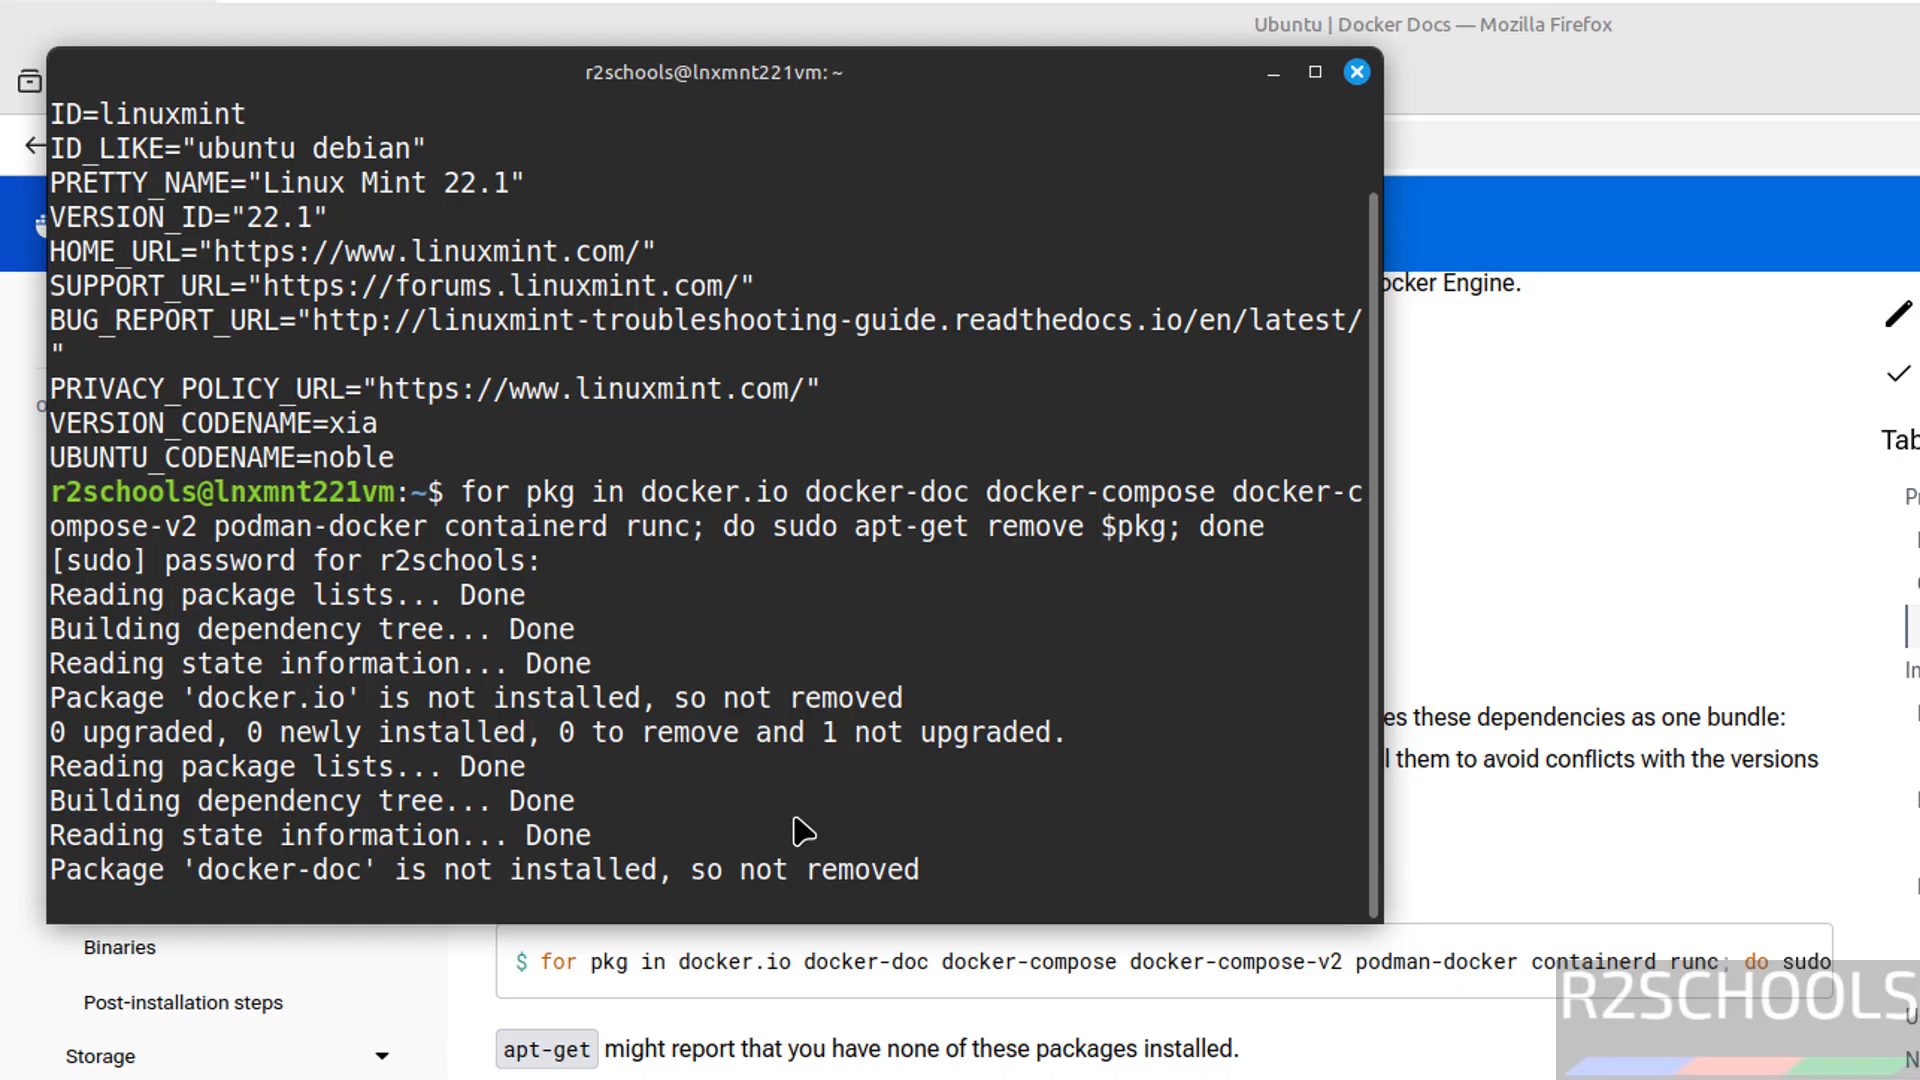 Ubuntu | Docker Docs — Mozilla Firefox
r2schools@lnxmnt221vm: ~
ID=linuxmint
ID_LIKE="ubuntu debian"
PRETTY_NAME="Linux Mint 22.1"
VERSION_ID="22.1"
HOME_URL="https://www.linuxmint.com/"
SUPPORT_URL="https://forums.linuxmint.com/"
BUG_REPORT_URL="http://linuxmint-troubleshooting-guide.readthedocs.io/en/latest/
"
PRIVACY_POLICY_URL="https://www.linuxmint.com/"
VERSION_CODENAME=xia
UBUNTU_CODENAME=noble
r2schools@lnxmnt221vm:~$ for pkg in docker.io docker-doc docker-compose docker-c
ompose-v2 podman-docker containerd runc; do sudo apt-get remove $pkg; done
[sudo] password for r2schools:
Reading package lists... Done
Building dependency tree... Done
Reading state information... Done
Package 'docker.io' is not installed, so not removed
0 upgraded, 0 newly installed, 0 to remove and 1 not upgraded.
Reading package lists... Done
Building dependency tree... Done
Reading state information... Done
Package 'docker-doc' is not installed, so not removed
ocker Engine.
es these dependencies as one bundle:
l them to avoid conflicts with the versions
Tab
Binaries
Post-installation steps
Storage
$ for pkg in docker.io docker-doc docker-compose docker-compose-v2 podman-docker containerd runc; do sudo
apt-get might report that you have none of these packages installed.
R2SCHOOLS